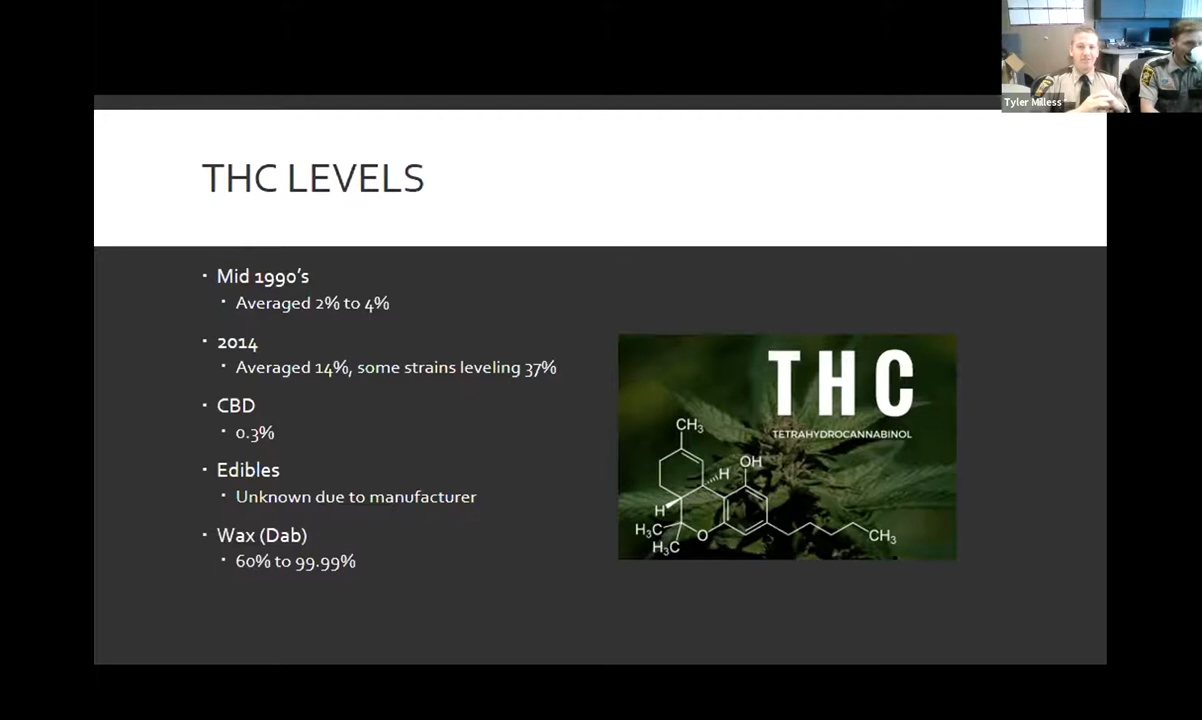 Tyler Milless
THC LEVELS
Mid 1990's
Averaged 2% to 4%
2014
Averaged 14%, some strains leveling 37%
CBD
0.3%
Edibles
Unknown due to manufacturer
Wax (Dab)
60% to 99.99%
THC
TETRAHYDROCANNABINOL
CH₃
OH
H
H
H₃C
O
H₃C
CH₃